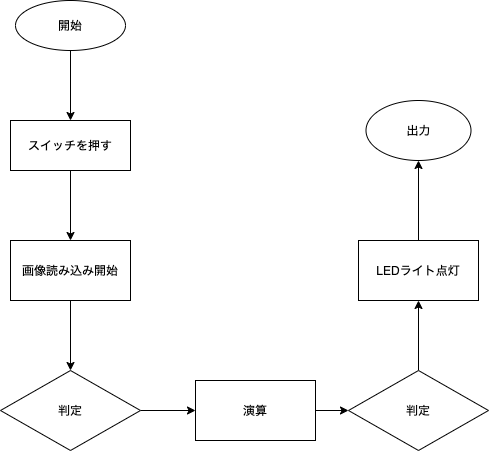 開始
スイッチを押す
画像読み込み開始
判定
演算
判定
LEDライト点灯
出力